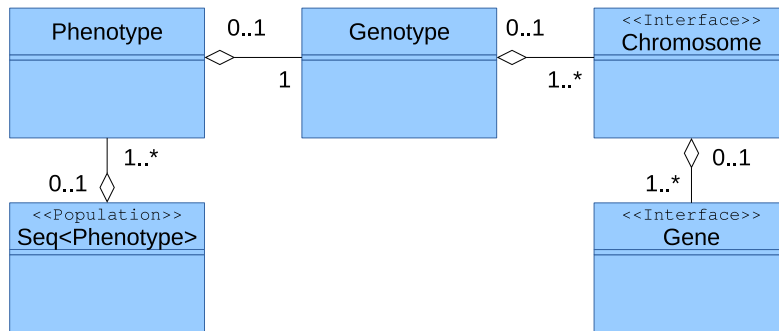 Phenotype
0..1
1
Genotype
0..1
1..*
<<Interface>>
Chromosome
1..*
0..1
0..1
1..*
<<Population>>
Seq<Phenotype>
<<Interface>>
Gene